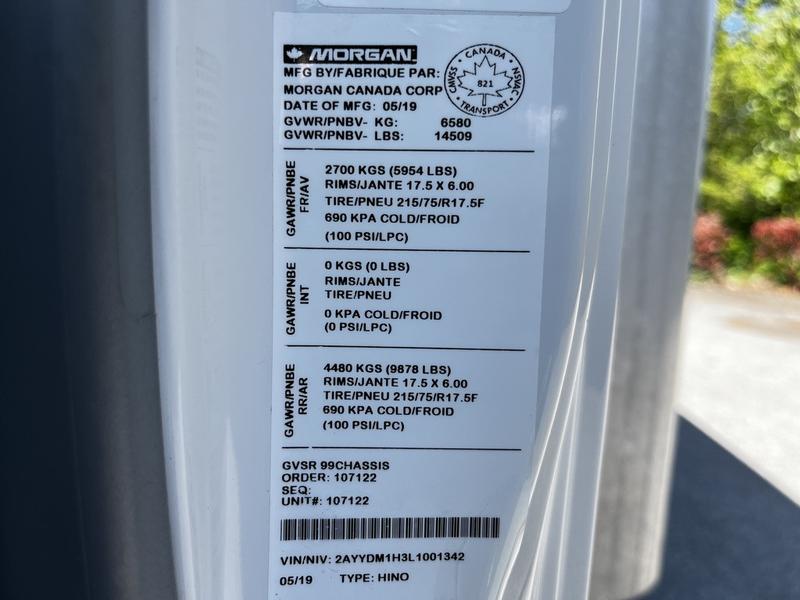 MORGAN
MFG BY/FABRIQUE PAR:
MORGAN CANADA CORP
DATE OF MFG: 05/19
GVWR/PNBV- KG: 6580
GVWR/PNBV- LBS: 14509
CANADA
CMVSS
821
NSVAC
TRANSPORT
GAWR/PNBE
FR/AV
2700 KGS (5954 LBS)
RIMS/JANTE 17.5 X 6.00
TIRE/PNEU 215/75/R17.5F
690 KPA COLD/FROID
(100 PSI/LPC)
GAWR/PNBE
INT
0 KGS (0 LBS)
RIMS/JANTE
TIRE/PNEU
0 KPA COLD/FROID
(0 PSI/LPC)
GAWR/PNBE
RR/AR
4480 KGS (9878 LBS)
RIMS/JANTE 17.5 X 6.00
TIRE/PNEU 215/75/R17.5F
690 KPA COLD/FROID
(100 PSI/LPC)
GVSR 99CHASSIS
ORDER: 107122
SEQ:
UNIT#: 107122
VIN/NIV: 2AYYDM1H3L1001342
05/19 TYPE: HINO